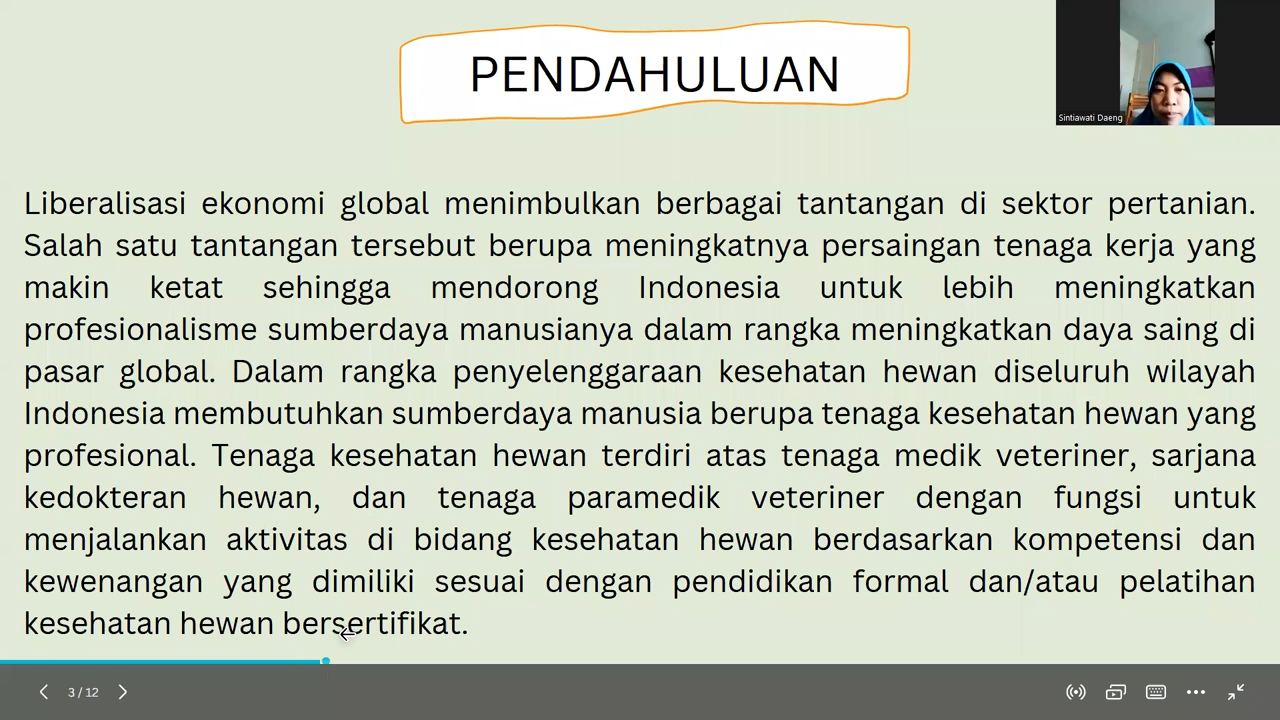 PENDAHULUAN
Sintiawati Daeng
Liberalisasi ekonomi global menimbulkan berbagai tantangan di sektor pertanian.
Salah satu tantangan tersebut berupa meningkatnya persaingan tenaga kerja yang
makin ketat sehingga mendorong Indonesia untuk lebih meningkatkan
profesionalisme sumberdaya manusianya dalam rangka meningkatkan daya saing di
pasar global. Dalam rangka penyelenggaraan kesehatan hewan diseluruh wilayah
Indonesia membutuhkan sumberdaya manusia berupa tenaga kesehatan hewan yang
profesional. Tenaga kesehatan hewan terdiri atas tenaga medik veteriner, sarjana
kedokteran hewan, dan tenaga paramedik veteriner dengan fungsi untuk
menjalankan aktivitas di bidang kesehatan hewan berdasarkan kompetensi dan
kewenangan yang dimiliki sesuai dengan pendidikan formal dan/atau pelatihan
kesehatan hewan bersertifikat.
3 / 12